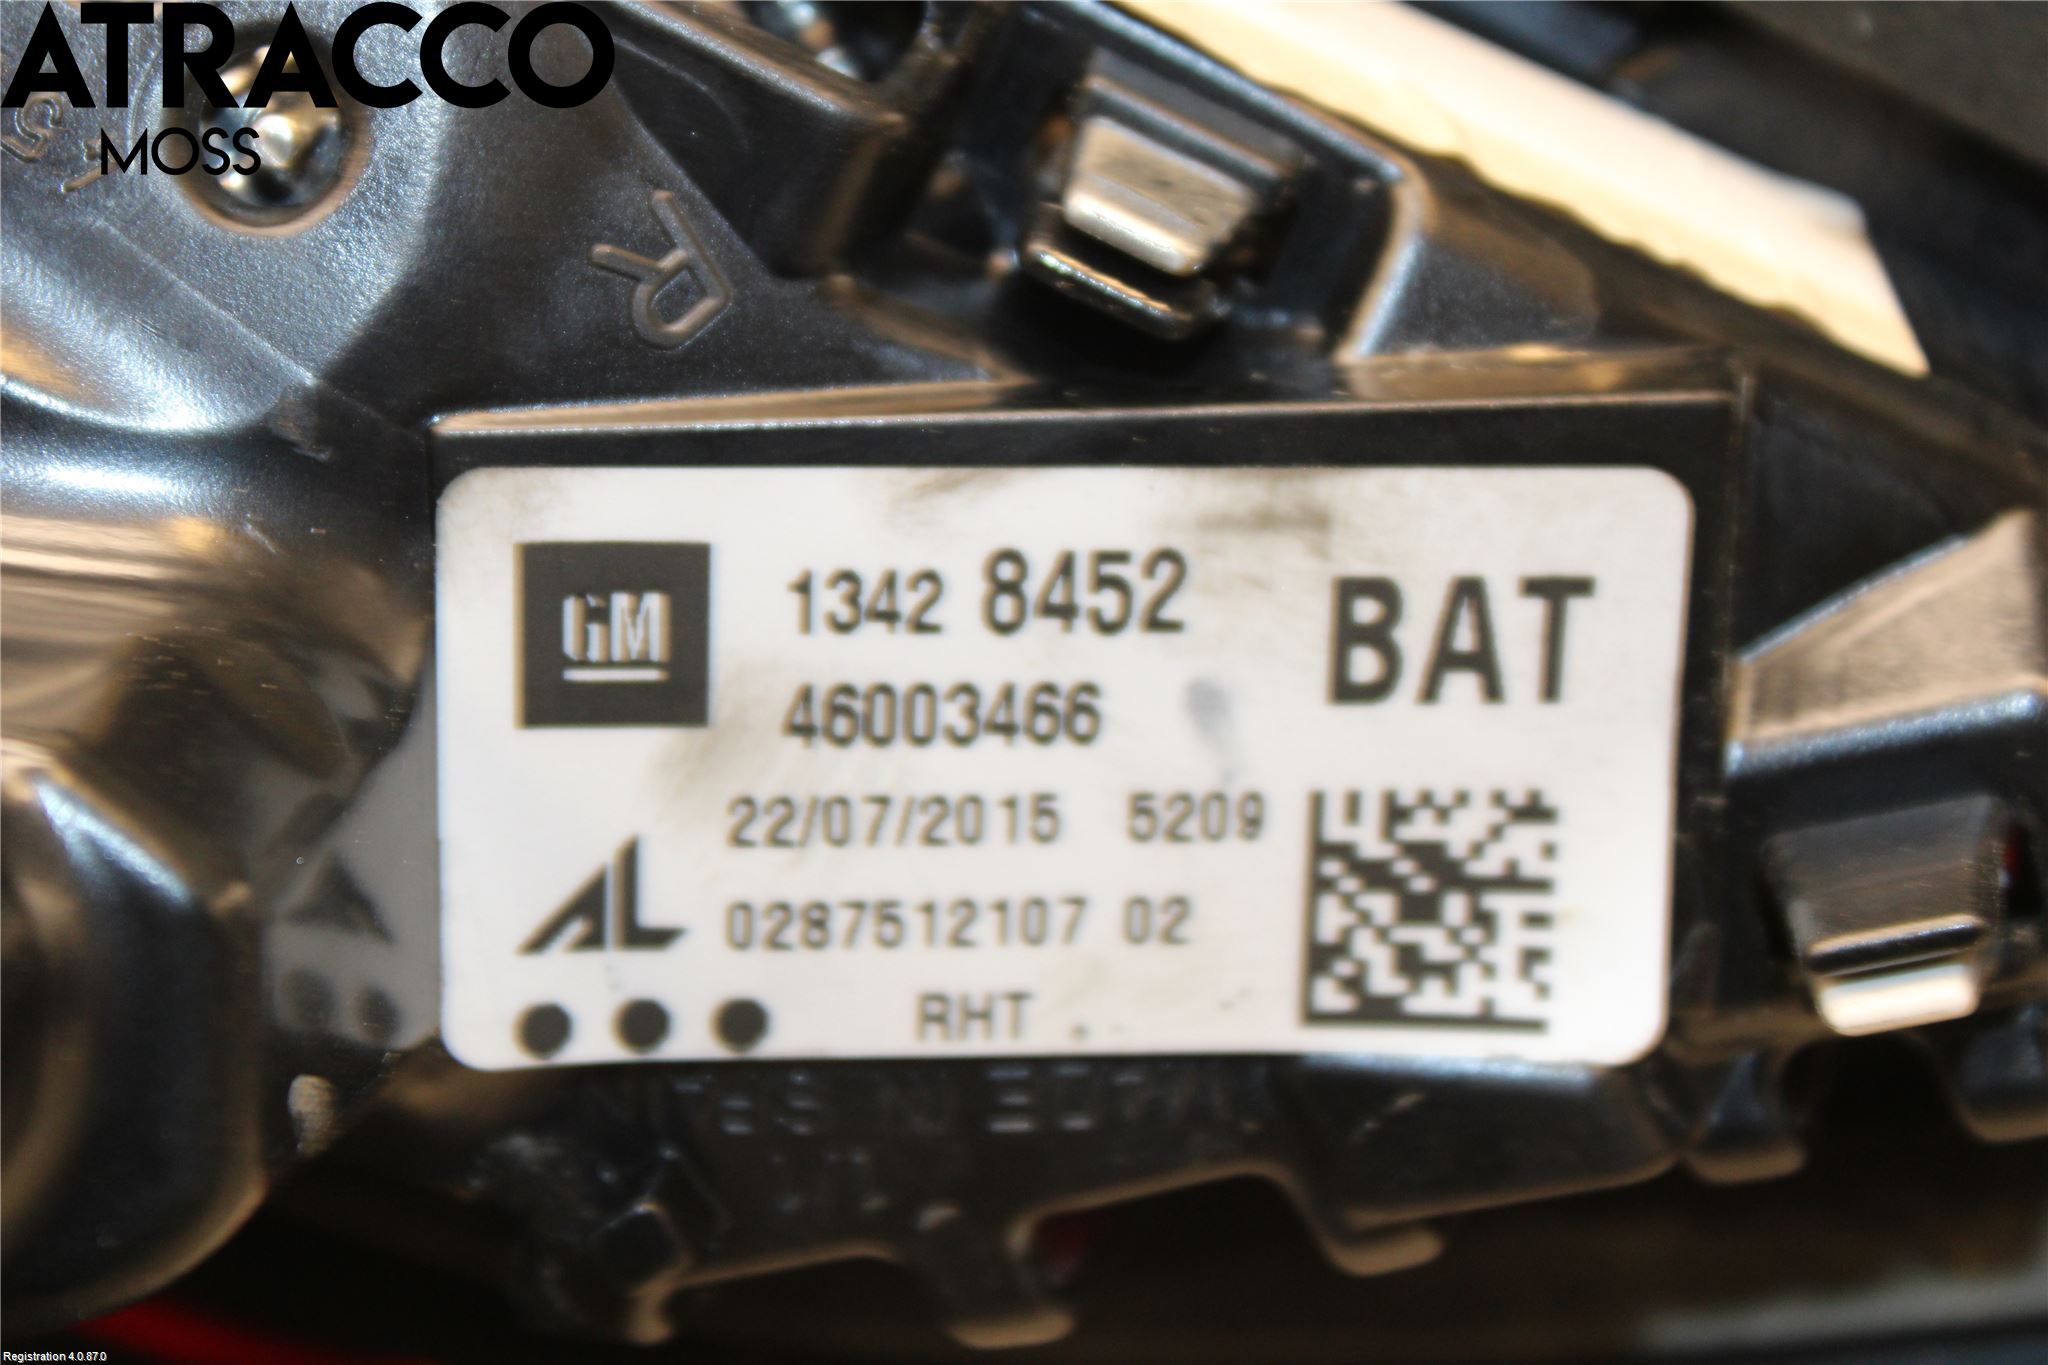 ATRACCO
MOSS
R
GM
1342 8452
BAT
46003466
22/07/2015 5209
AL
0287512107 02
RHT .
Registration 4.0.87.0